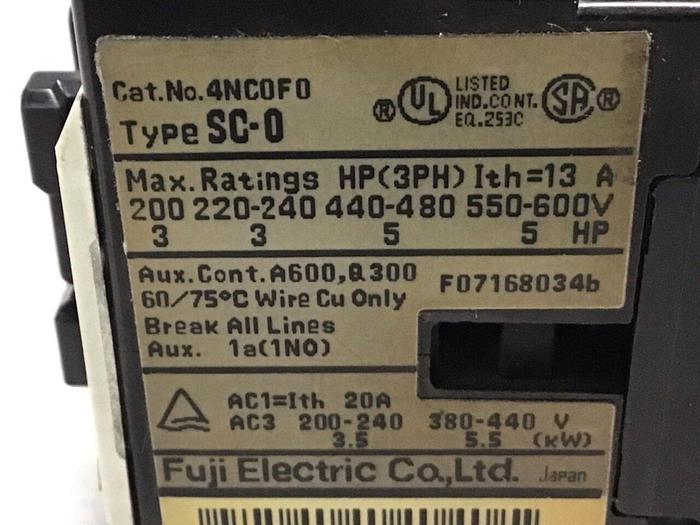 Cat.No.4NC0F0
Type SC-0
® UL LISTED IND.CONT. EQ.253C SA ®
Max.Ratings HP(3PH) Ith=13 A
200 220-240 440-480 550-600V
3 3 5 5 HP
Aux.Cont.A600,Q300
60/75°C Wire Cu Only
Break All Lines
Aux. 1a(1NO)
F07168034b
AC1=Ith 20A
AC3 200-240 380-440 V
3.5 5.5 (kW)
Fuji Electric Co.,Ltd. Japan